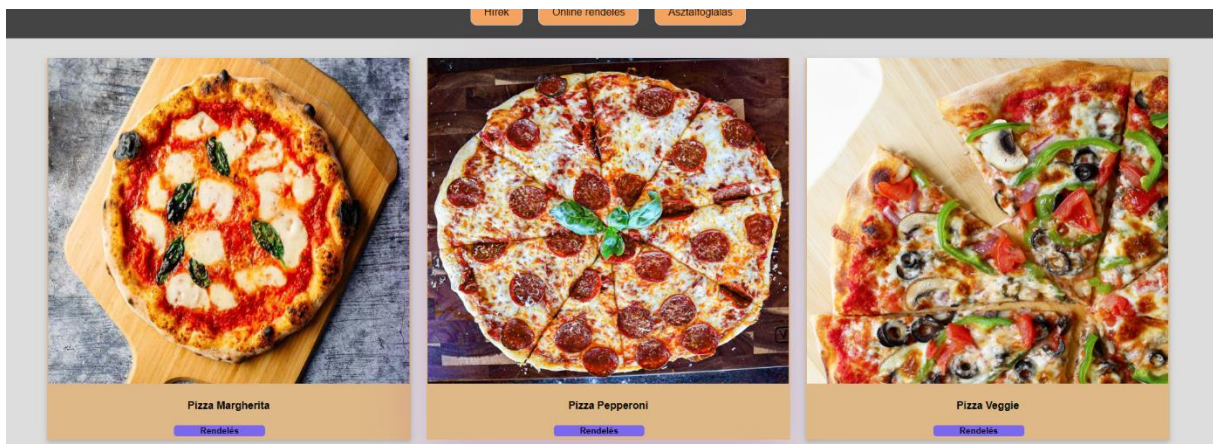 Hírek
Online rendelés
Asztalfoglalás
Pizza Margherita
Pizza Pepperoni
Pizza Veggie
Rendelés
Rendelés
Rendelés